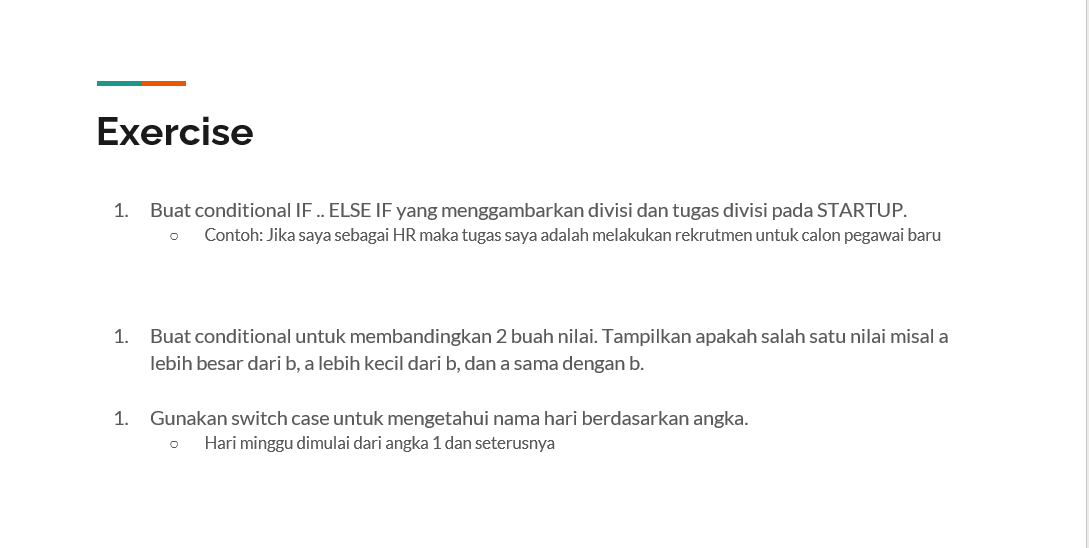 Exercise
1. Buat conditional IF .. ELSE IF yang menggambarkan divisi dan tugas divisi pada STARTUP.
○ Contoh: Jika saya sebagai HR maka tugas saya adalah melakukan rekrutmen untuk calon pegawai baru
1. Buat conditional untuk membandingkan 2 buah nilai. Tampilkan apakah salah satu nilai misal a
lebih besar dari b, a lebih kecil dari b, dan a sama dengan b.
1. Gunakan switch case untuk mengetahui nama hari berdasarkan angka.
○ Hari minggu dimulai dari angka 1 dan seterusnya